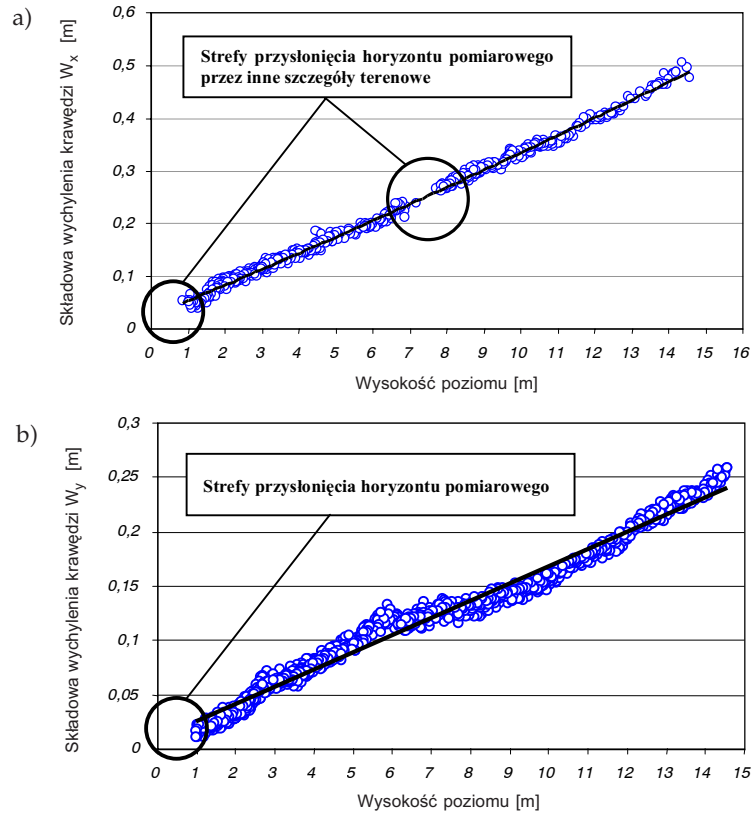 a)
0,6
0,5
0,4
0,3
0,2
0,1
0
Składowa wychylenia krawędzi Wx [m]
Strefy przysłonięcia horyzontu pomiarowego
przez inne szczegóły terenowe
0 1 2 3 4 5 6 7 8 9 10 11 12 13 14 15 16
Wysokość poziomu [m]
b)
0,3
0,25
0,2
0,15
0,1
0,05
0
Składowa wychylenia krawędzi Wy [m]
Strefy przysłonięcia horyzontu pomiarowego
0 1 2 3 4 5 6 7 8 9 10 11 12 13 14 15
Wysokość poziomu [m]